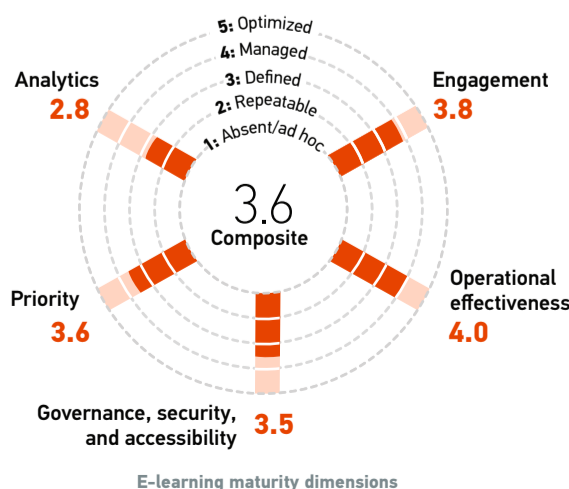 5: Optimized
4: Managed
3: Defined
2: Repeatable
1: Absent/ad hoc
Analytics
2.8
Engagement
3.8
3.6
Composite
Priority
3.6
Operational
effectiveness
4.0
Governance, security,
and accessibility
3.5
E-learning maturity dimensions